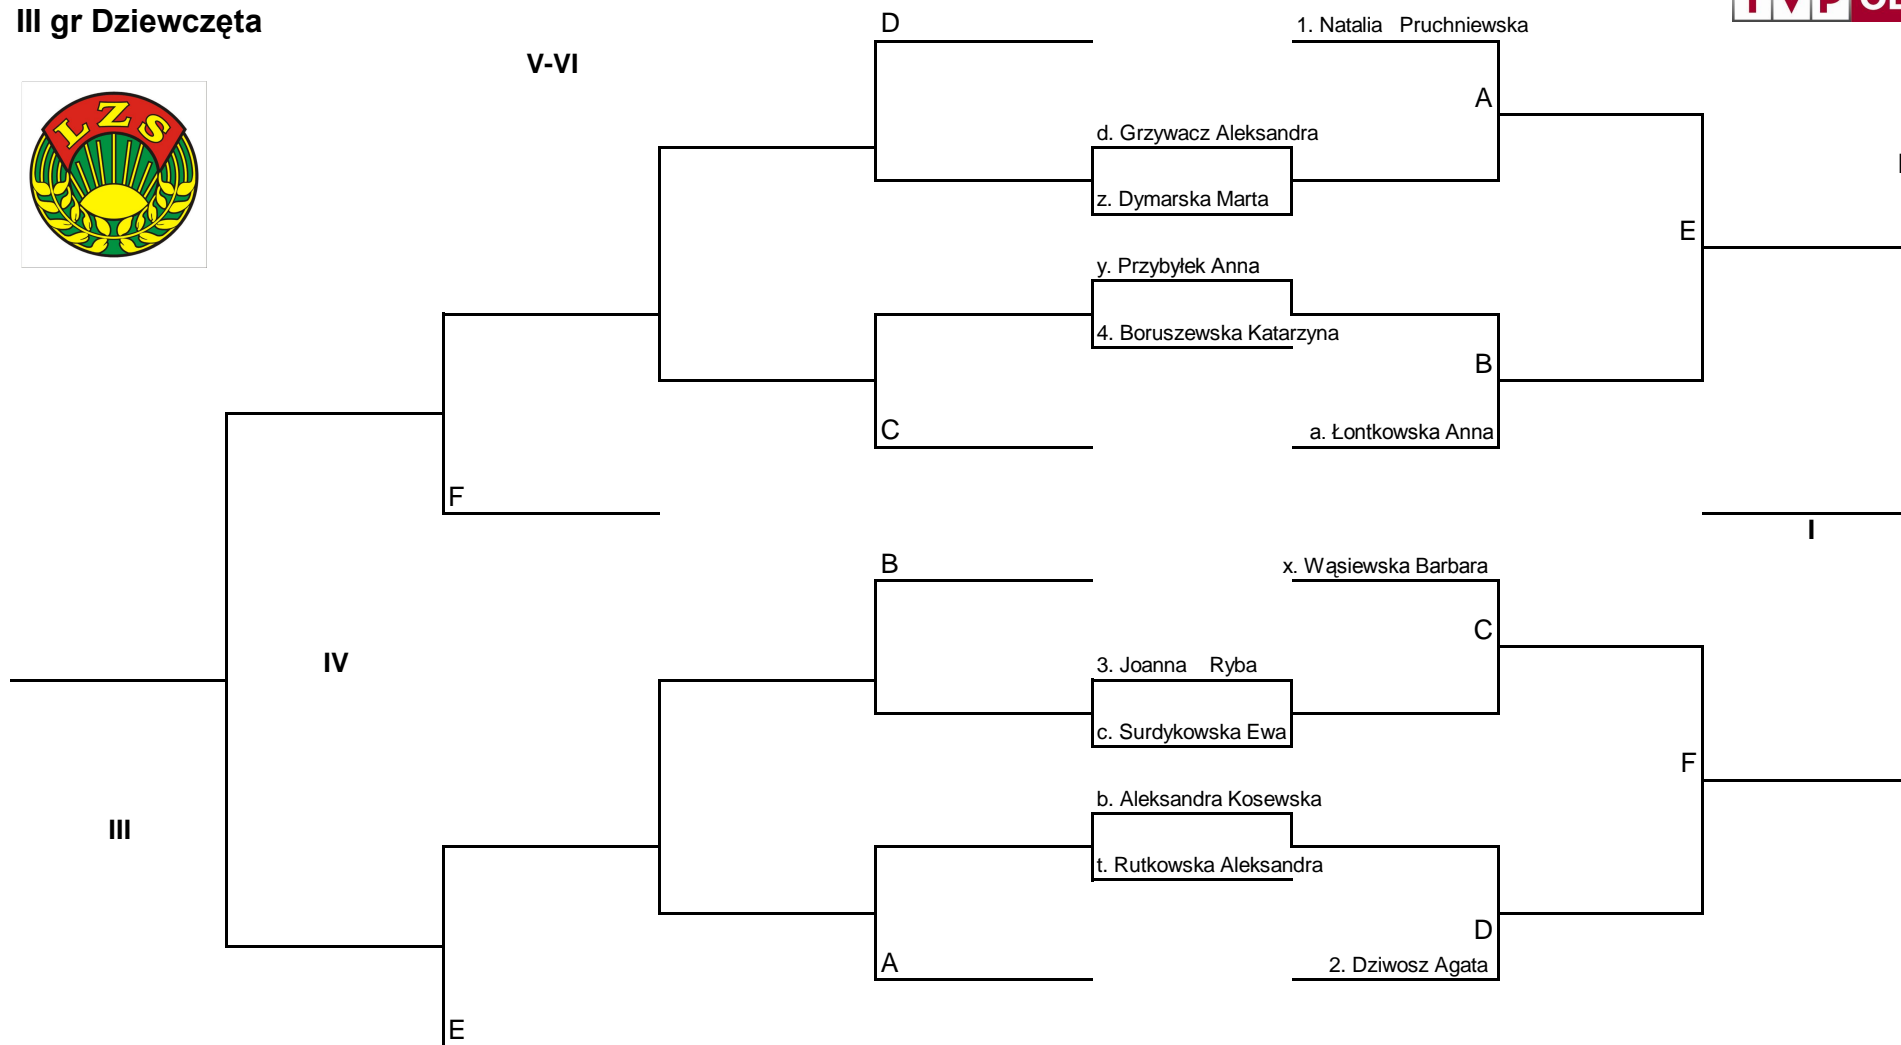 III gr Dziewczęta
D
1. Natalia Pruchniewska
V-VI
LZS
A
d. Grzywacz Aleksandra
z. Dymarska Marta
E
y. Przybyłek Anna
4. Boruszewska Katarzyna
B
C
a. Łontkowska Anna
F
I
B
x. Wąsiewska Barbara
C
IV
3. Joanna Ryba
c. Surdykowska Ewa
F
b. Aleksandra Kosewska
III
t. Rutkowska Aleksandra
D
A
2. Dziwosz Agata
E